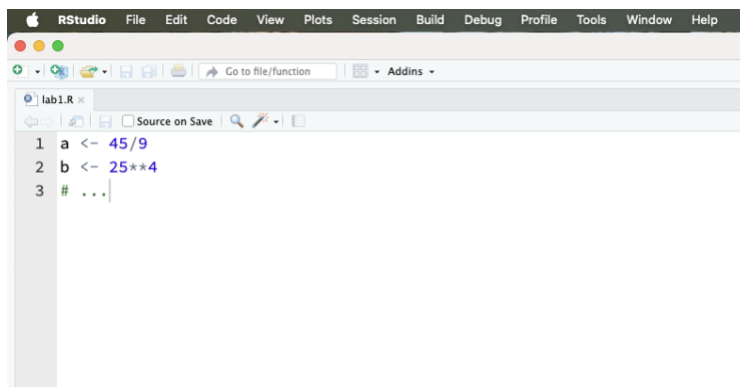 RStudio File Edit Code View Plots Session Build Debug Profile Tools Window Help
Go to file/function Addins
lab1.R
Source on Save
1 a <- 45/9
2 b <- 25**4
3 # ...